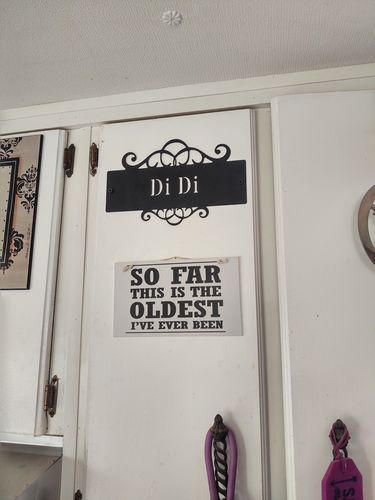 Di Di
SO FAR
THIS IS THE
OLDEST
I'VE EVER BEEN